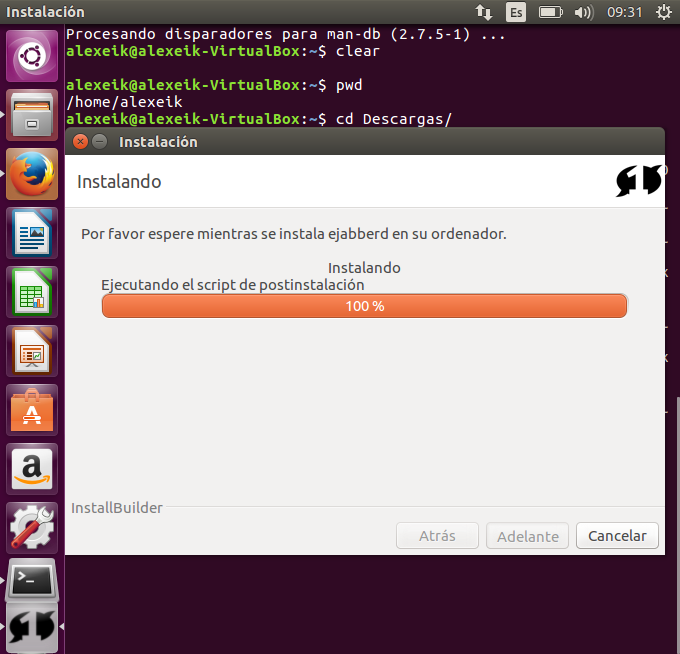 Instalación
Es
09:31
Procesando disparadores para man-db (2.7.5-1) ...
alexeik@alexeik-VirtualBox:~$ clear
alexeik@alexeik-VirtualBox:~$ pwd
/home/alexeik
alexeik@alexeik-VirtualBox:~$ cd Descargas/
Instalación
Instalando
Por favor espere mientras se instala ejabberd en su ordenador.
Instalando
Ejecutando el script de postinstalación
100 %
InstallBuilder
Atrás
Adelante
Cancelar